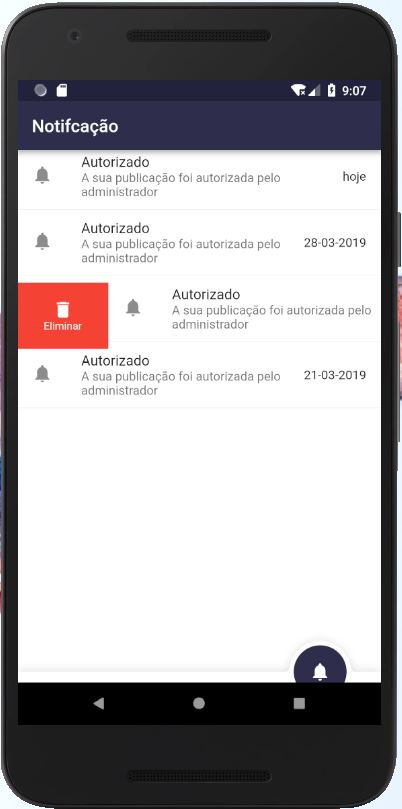 9:07
Notifcação
Autorizado
A sua publicação foi autorizada pelo
administrador
hoje
Autorizado
A sua publicação foi autorizada pelo
administrador
28-03-2019
Eliminar
Autorizado
A sua publicação foi autorizada pelo
administrador
Autorizado
A sua publicação foi autorizada pelo
administrador
21-03-2019